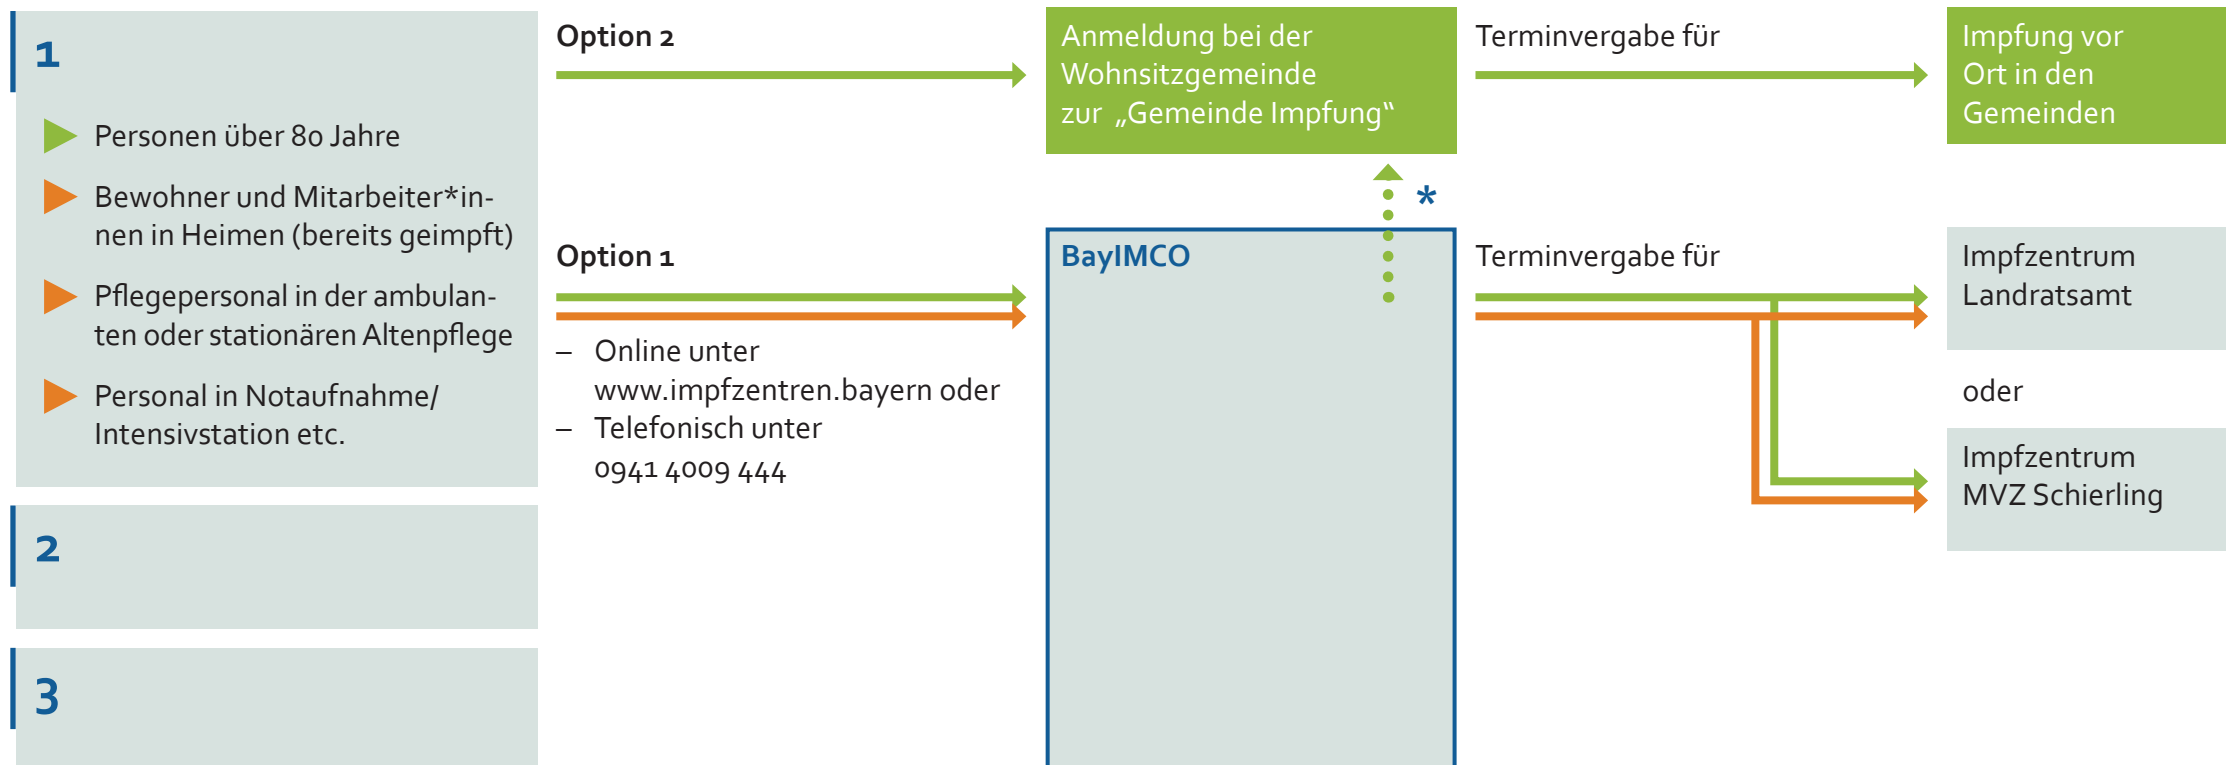 1
Personen über 80 Jahre
Bewohner und Mitarbeiter*in-
nen in Heimen (bereits geimpft)
Pflegepersonal in der ambulan-
ten oder stationären Altenpflege
Personal in Notaufnahme/
Intensivstation etc.
2
3
Option 2
Anmeldung bei der
Wohnsitzgemeinde
zur „Gemeinde Impfung“
Terminvergabe für
Impfung vor
Ort in den
Gemeinden
*
Option 1
– Online unter
www.impfzentren.bayern oder
– Telefonisch unter
0941 4009 444
BayIMCO
Terminvergabe für
Impfzentrum
Landratsamt
oder
Impfzentrum
MVZ Schierling